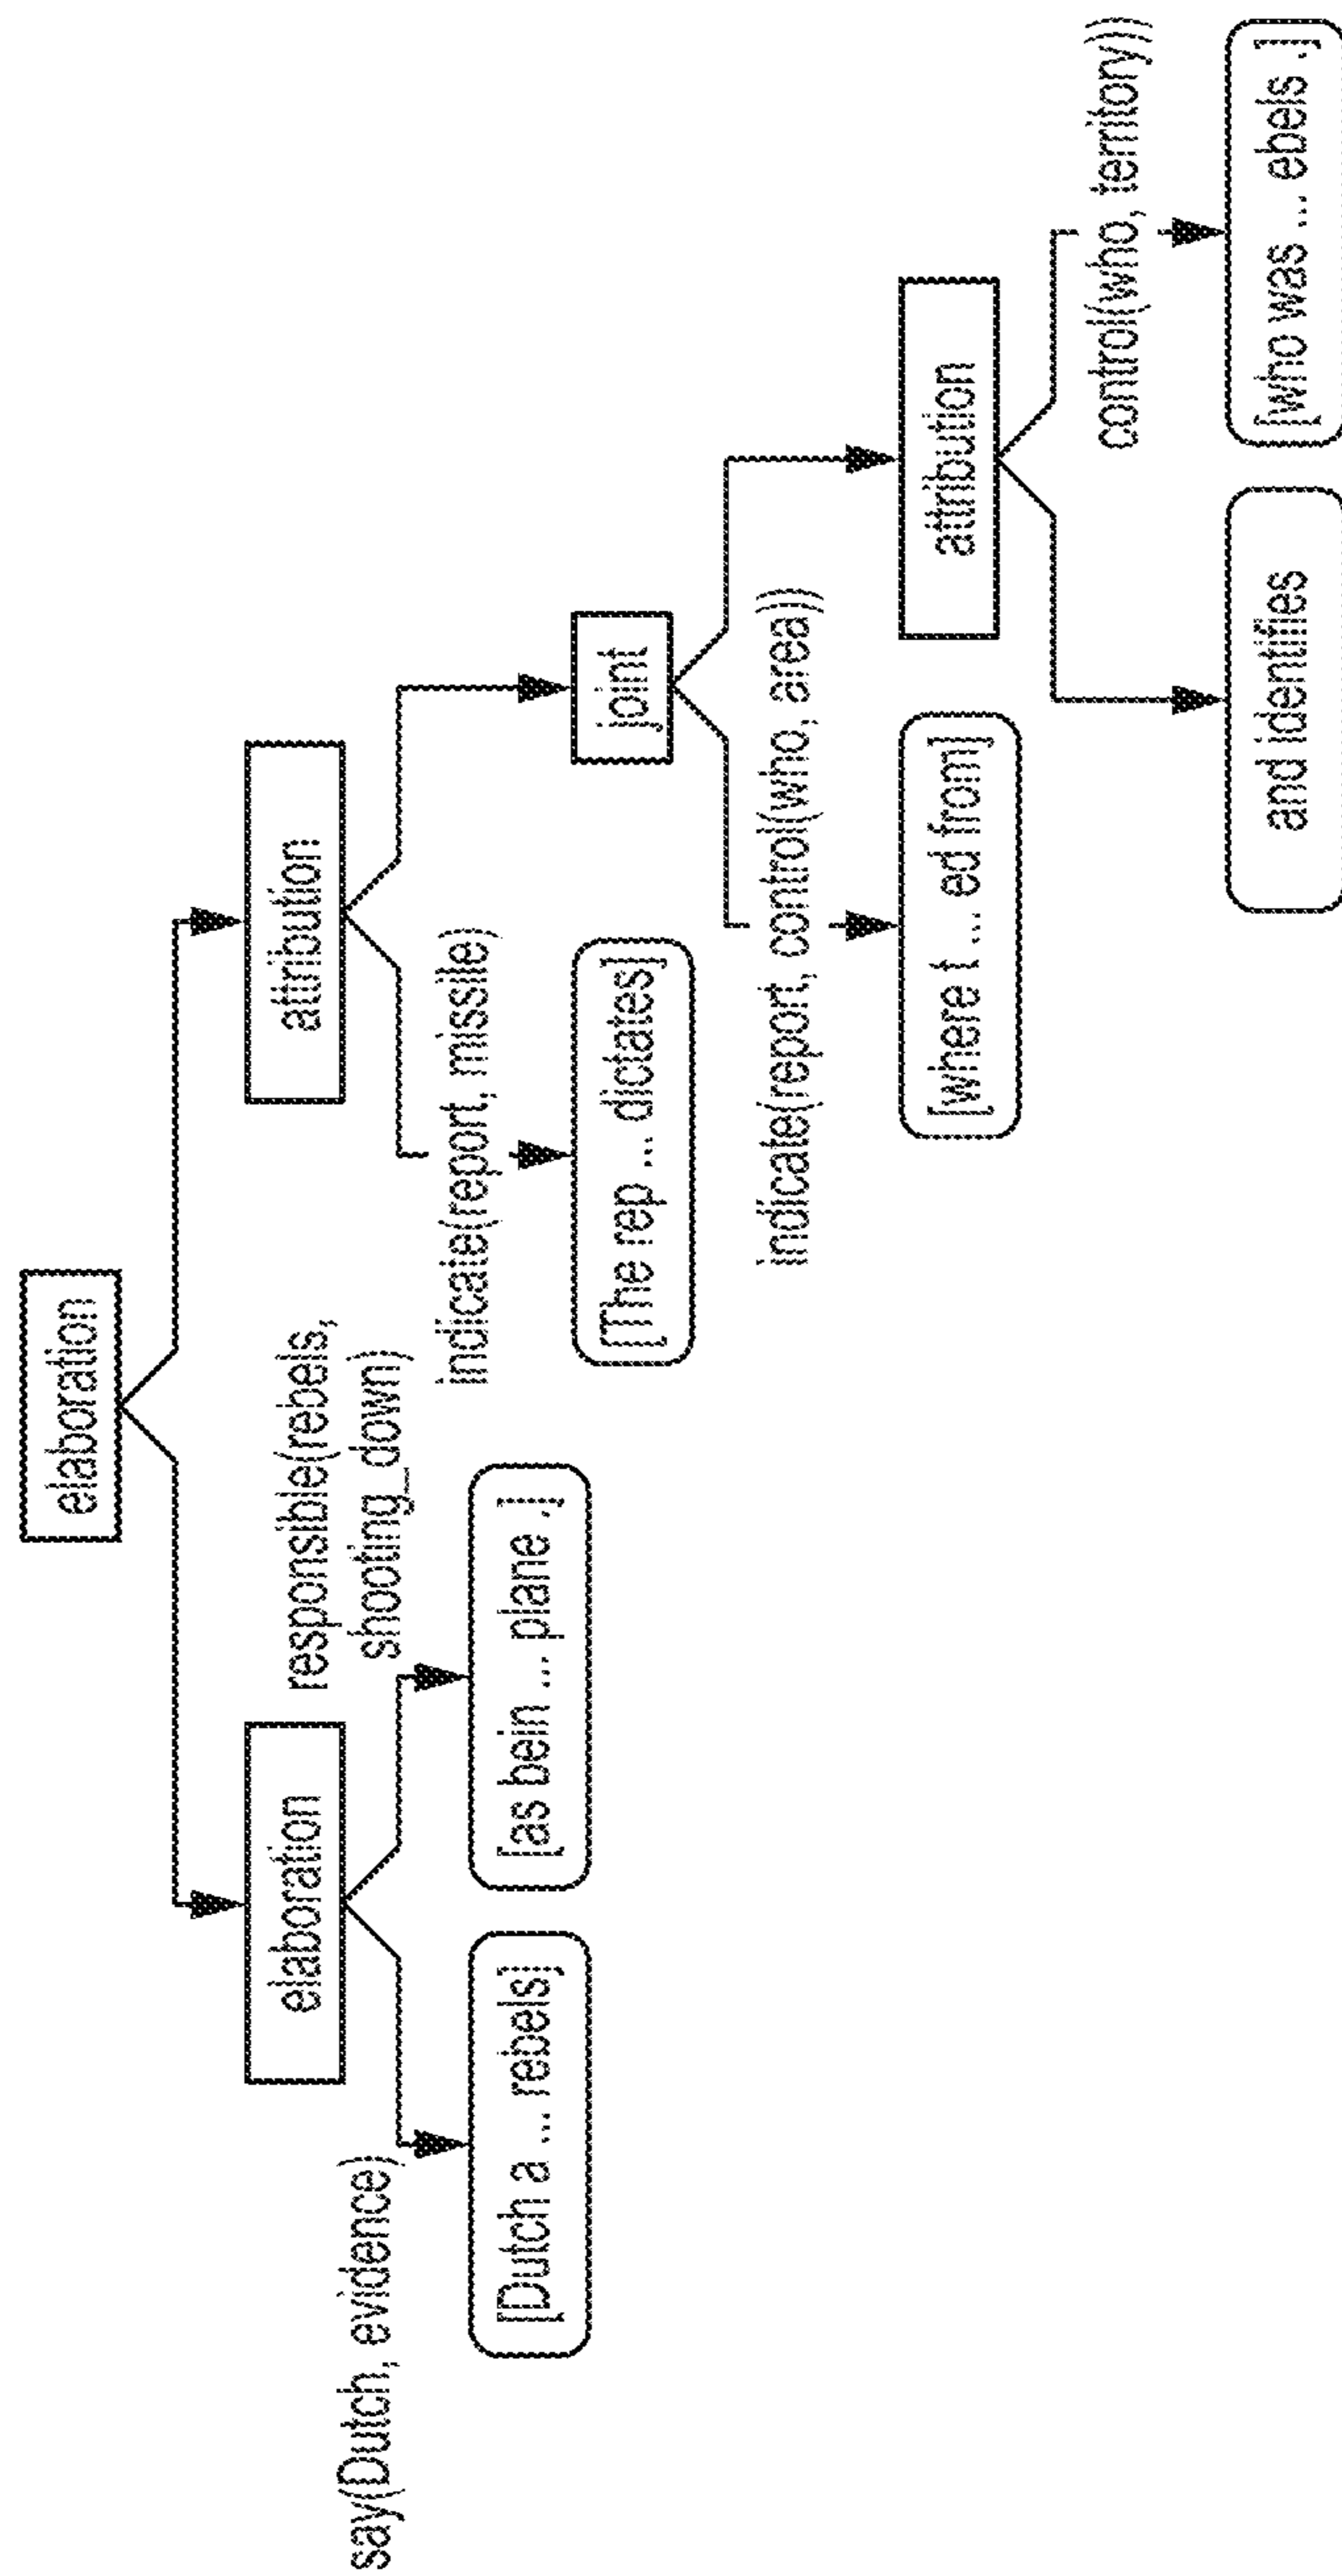 elaboration
elaboration
attribution
say(Dutch, evidence)
responsible(rebels,
shooting_down)
indicate(report, missile)
[Dutch a ... rebels]
[as bein ... plane .]
[The rep ... dictates]
joint
indicate(report, control(who, area))
[where t ... ed from]
attribution
control(who, territory))
and identifies
[who was ... ebels ,]